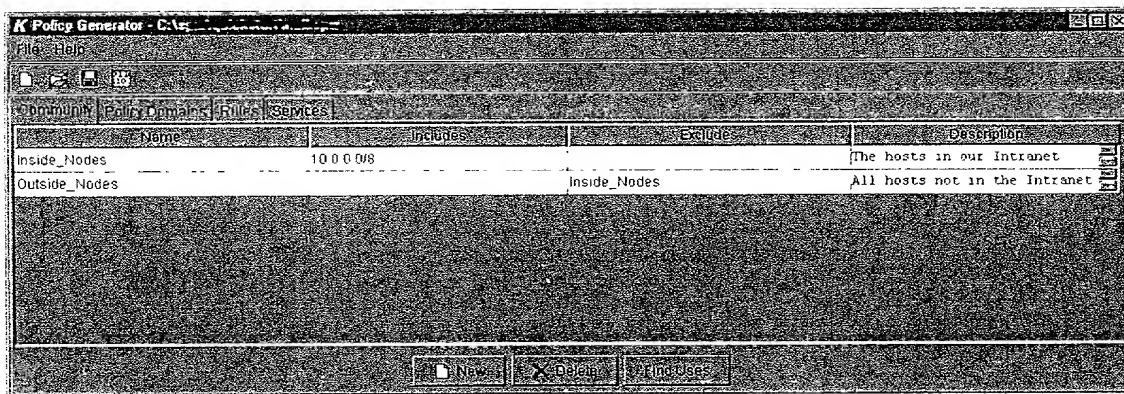 Policy Generator - C:\
File Help
Community Policy Domains Rules Services
Name Includes Exclude Description
Inside_Nodes 10.0.0.0/8 The hosts in our Intranet
Outside_Nodes Inside_Nodes All hosts not in the Intranet
New Delete Find Uses